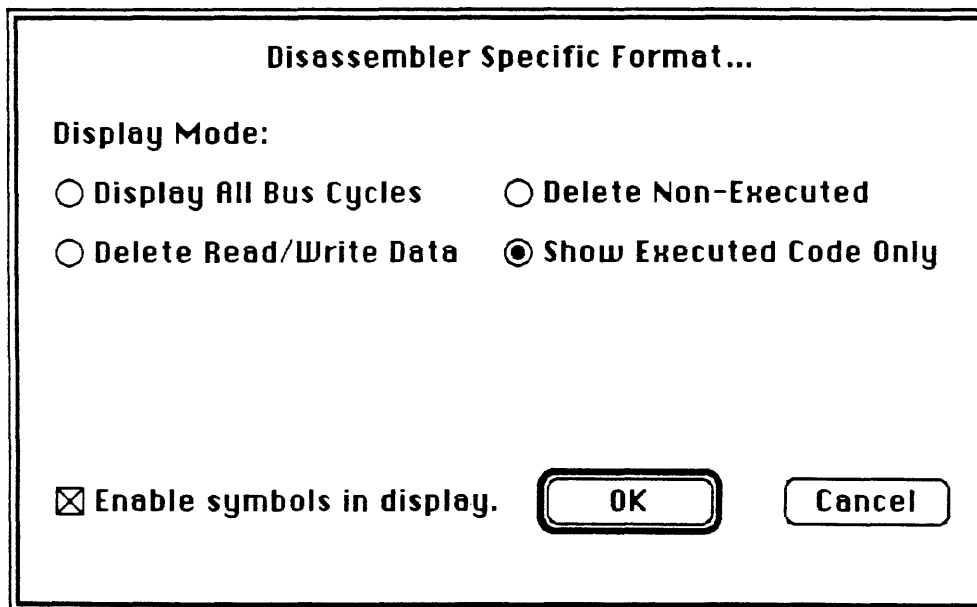 Disassembler Specific Format...
Display Mode:
Display All Bus Cycles
Delete Non-Executed
Delete Read/Write Data
Show Executed Code Only
Enable symbols in display.
OK
Cancel